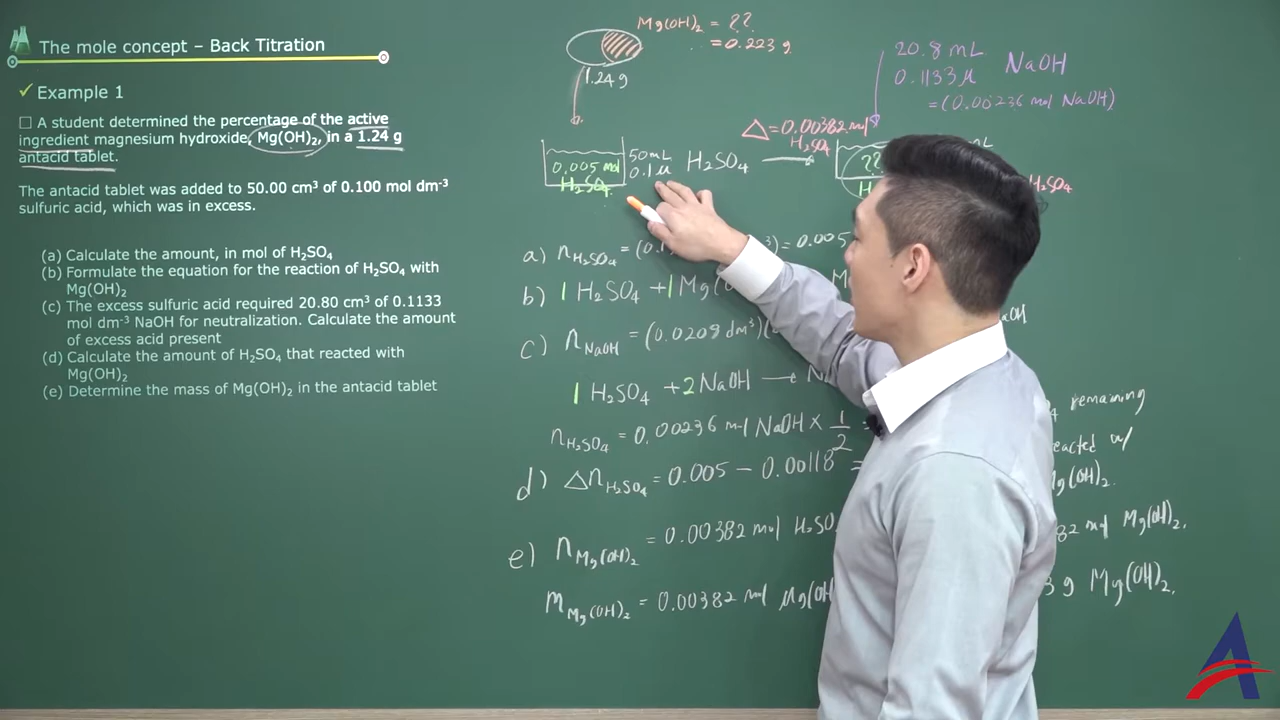 The mole concept – Back Titration
✓ Example 1
☐ A student determined the percentage of the active
ingredient magnesium hydroxide, Mg(OH)₂, in a 1.24 g
antacid tablet.
The antacid tablet was added to 50.00 cm³ of 0.100 mol dm⁻³
sulfuric acid, which was in excess.
(a) Calculate the amount, in mol of H₂SO₄
(b) Formulate the equation for the reaction of H₂SO₄ with
Mg(OH)₂
(c) The excess sulfuric acid required 20.80 cm³ of 0.1133
mol dm⁻³ NaOH for neutralization. Calculate the amount
of excess acid present
(d) Calculate the amount of H₂SO₄ that reacted with
Mg(OH)₂
(e) Determine the mass of Mg(OH)₂ in the antacid tablet
Mg(OH)₂ = ??
= 0.223 g
1.24 g
20.8 mL
0.1133 M NaOH
= (0.00236 mol NaOH)
Δ = 0.00382 mol
H₂SO₄
0.005 mol
H₂SO₄
50 mL
0.1 M
H₂SO₄ →
??
H₂SO₄
a) nH₂SO₄ = (0.1 ³) = 0.005
b) 1 H₂SO₄ + 1 Mg(
c) nNaOH = (0.0208 dm³)(
1 H₂SO₄ + 2 NaOH →
nH₂SO₄ = 0.00236 mol NaOH × 1/2 =
remaining
d) ΔnH₂SO₄ = 0.005 − 0.00118 =
reacted w/
Mg(OH)₂.
e) nMg(OH)₂ = 0.00382 mol H₂SO
82 mol Mg(OH)₂.
mMg(OH)₂ = 0.00382 mol Mg(OH
3 g Mg(OH)₂.